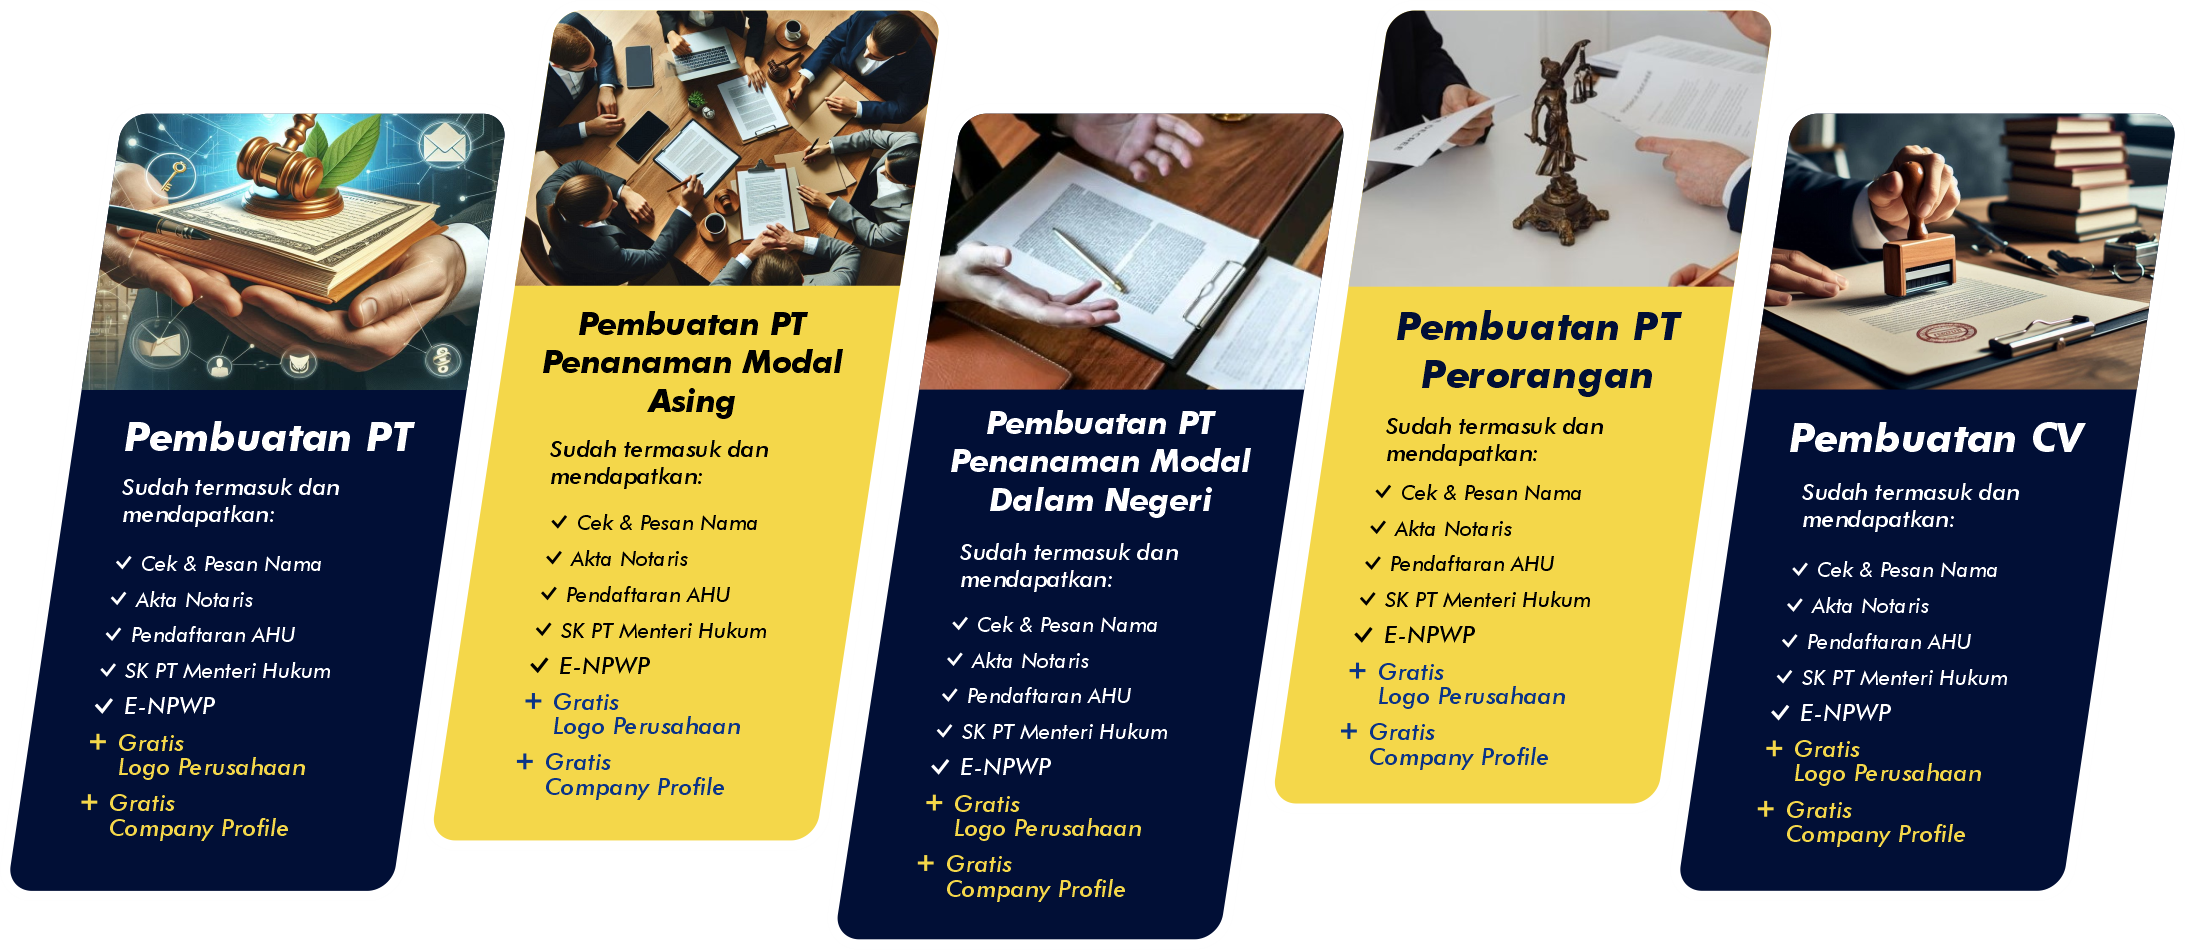 Pembuatan PT
Sudah termasuk dan
mendapatkan:
Cek & Pesan Nama
Akta Notaris
Pendaftaran AHU
SK PT Menteri Hukum
E-NPWP
+ Gratis
Logo Perusahaan
+ Gratis
Company Profile
Pembuatan PT
Penanaman Modal
Asing
Sudah termasuk dan
mendapatkan:
Cek & Pesan Nama
Akta Notaris
Pendaftaran AHU
SK PT Menteri Hukum
E-NPWP
+ Gratis
Logo Perusahaan
+ Gratis
Company Profile
Pembuatan PT
Penanaman Modal
Dalam Negeri
Sudah termasuk dan
mendapatkan:
Cek & Pesan Nama
Akta Notaris
Pendaftaran AHU
SK PT Menteri Hukum
E-NPWP
+ Gratis
Logo Perusahaan
+ Gratis
Company Profile
Pembuatan PT
Perorangan
Sudah termasuk dan
mendapatkan:
Cek & Pesan Nama
Akta Notaris
Pendaftaran AHU
SK PT Menteri Hukum
E-NPWP
+ Gratis
Logo Perusahaan
+ Gratis
Company Profile
Pembuatan CV
Sudah termasuk dan
mendapatkan:
Cek & Pesan Nama
Akta Notaris
Pendaftaran AHU
SK PT Menteri Hukum
E-NPWP
+ Gratis
Logo Perusahaan
+ Gratis
Company Profile